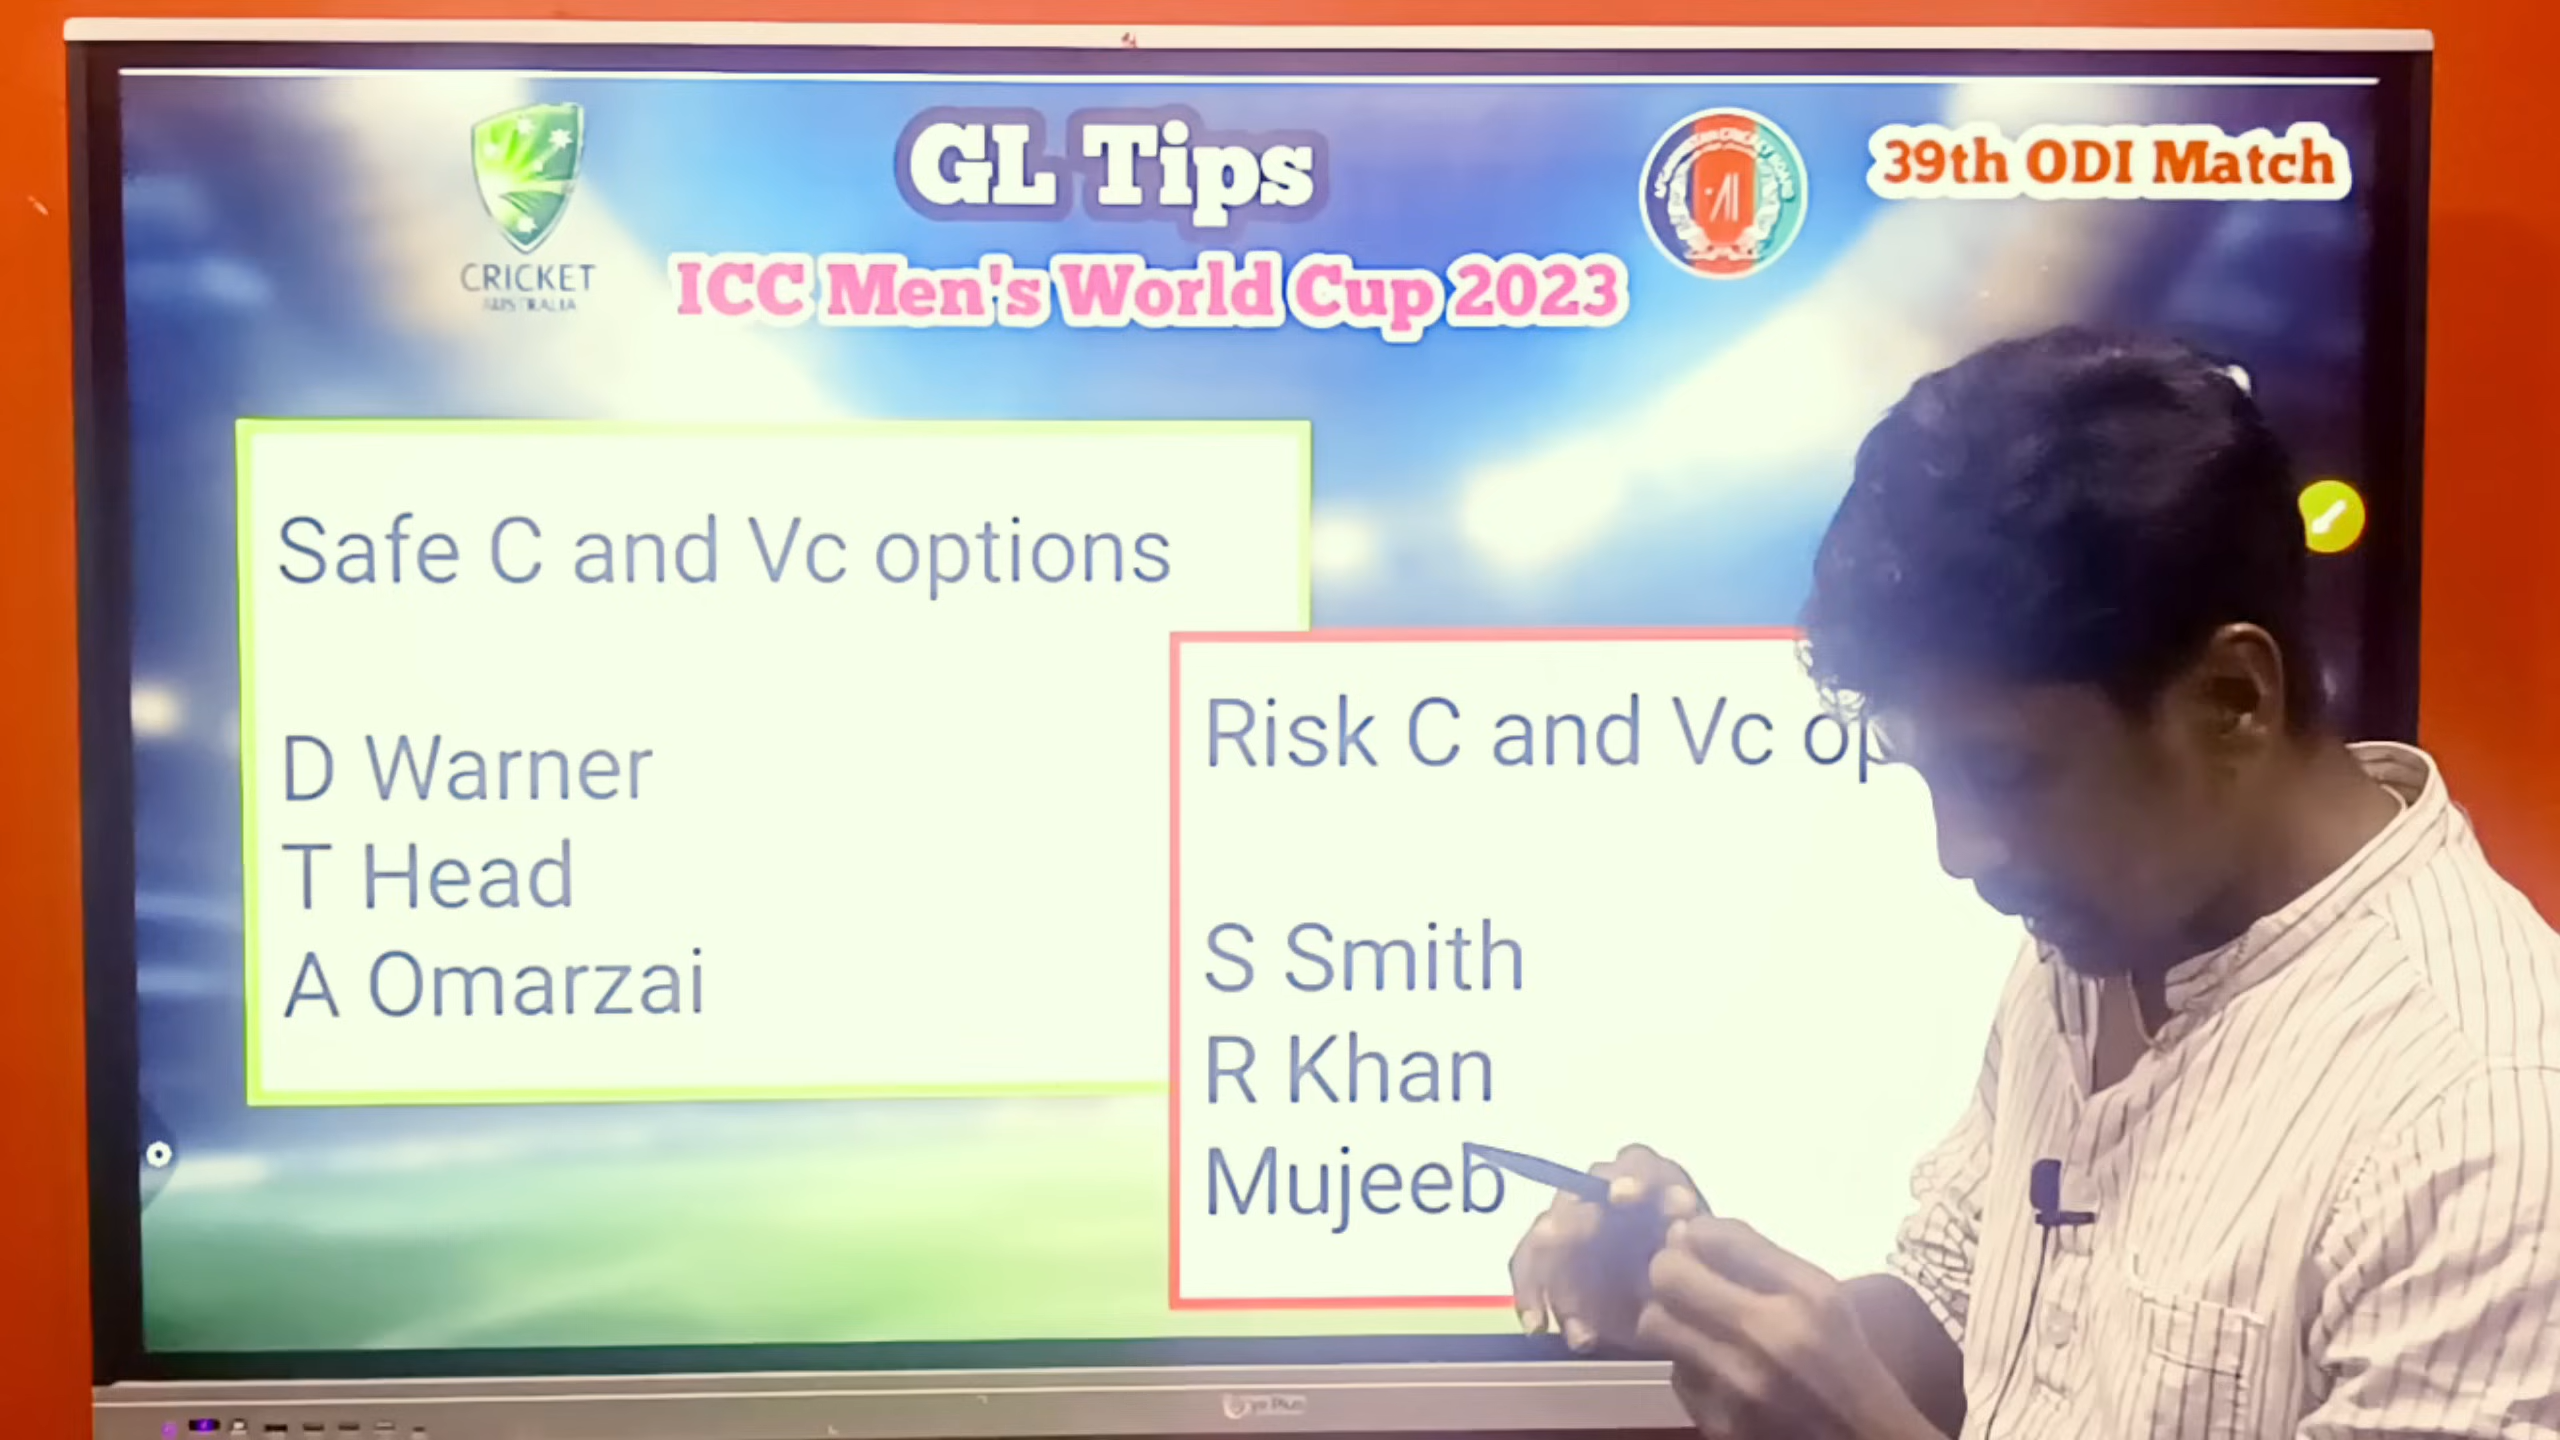 GL Tips
39th ODI Match
CRICKET
AUSTRALIA
ICC Men's World Cup 2023
Safe C and Vc options
D Warner
T Head
A Omarzai
Risk C and Vc op
S Smith
R Khan
Mujeeb